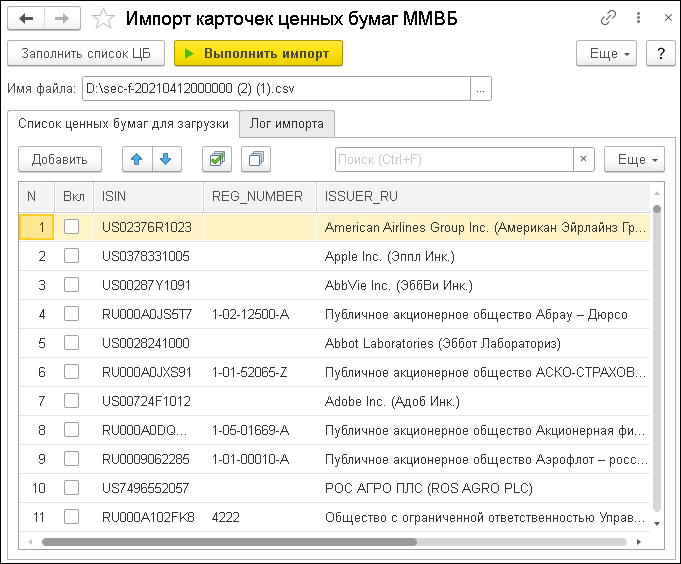 Импорт карточек ценных бумаг ММВБ
Заполнить список ЦБ Выполнить импорт Еще ?
Имя файла: D:\sec-f-20210412000000 (2) (1).csv ...
Список ценных бумаг для загрузки Лог импорта
Добавить Поиск (Ctrl+F) × Еще
N Вкл ISIN REG_NUMBER ISSUER_RU
1 US02376R1023 American Airlines Group Inc. (Американ Эйрлайнз Гр...
2 US0378331005 Apple Inc. (Эппл Инк.)
3 US00287Y1091 AbbVie Inc. (ЭббВи Инк.)
4 RU000A0JS5T7 1-02-12500-A Публичное акционерное общество Абрау – Дюрсо
5 US0028241000 Abbot Laboratories (Эббот Лабораториз)
6 RU000A0JXS91 1-01-52065-Z Публичное акционерное общество АСКО-СТРАХОВ...
7 US00724F1012 Adobe Inc. (Адоб Инк.)
8 RU000A0DQ... 1-05-01669-A Публичное акционерное общество Акционерная фи...
9 RU0009062285 1-01-00010-A Публичное акционерное общество Аэрофлот – росс...
10 US7496552057 РОС АГРО ПЛС (ROS AGRO PLC)
11 RU000A102FK8 4222 Общество с ограниченной ответственностью Управ...